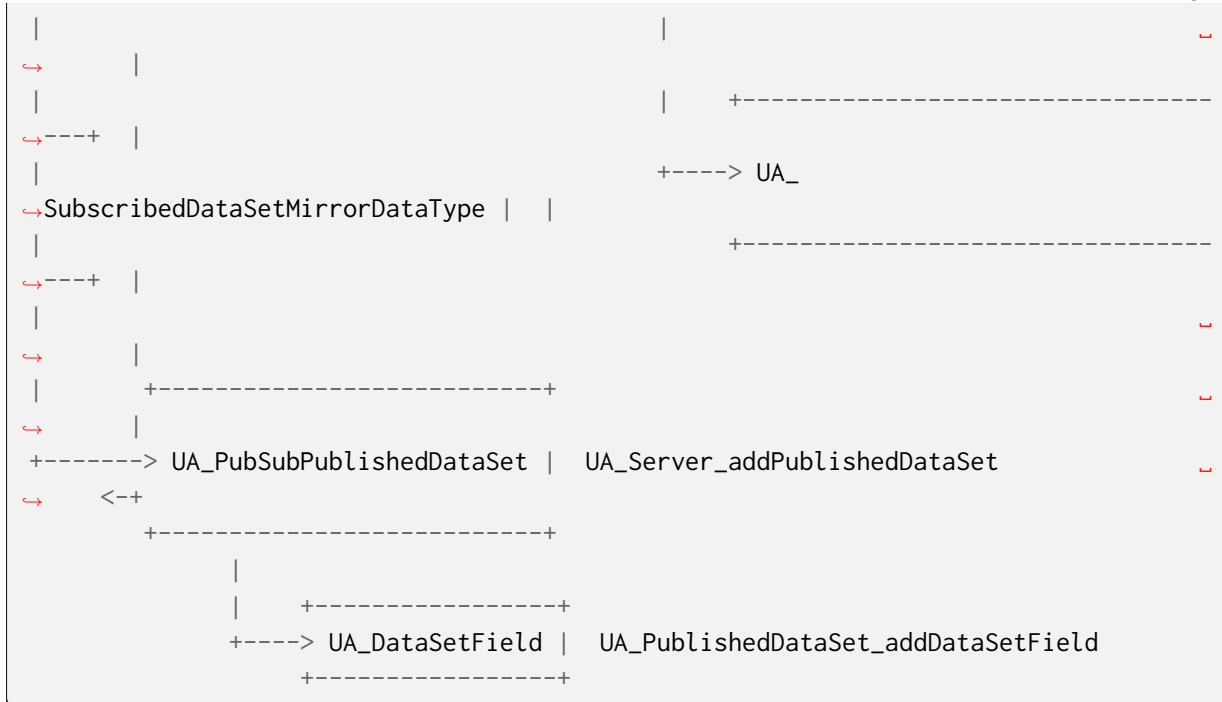 |                                           |                                     ␣
↪       |
|                                           |    +---------------------------------
↪---+  |
|                                           +----> UA_
↪SubscribedDataSetMirrorDataType |  |
|                                                +---------------------------------
↪---+  |
|                                                                                 ␣
↪       |
|       +---------------------------+                                             ␣
↪       |
+-------> UA_PubSubPublishedDataSet |  UA_Server_addPublishedDataSet              ␣
↪     <-+
        +---------------------------+
              |
              |    +-----------------+
              +----> UA_DataSetField |  UA_PublishedDataSet_addDataSetField
                   +-----------------+